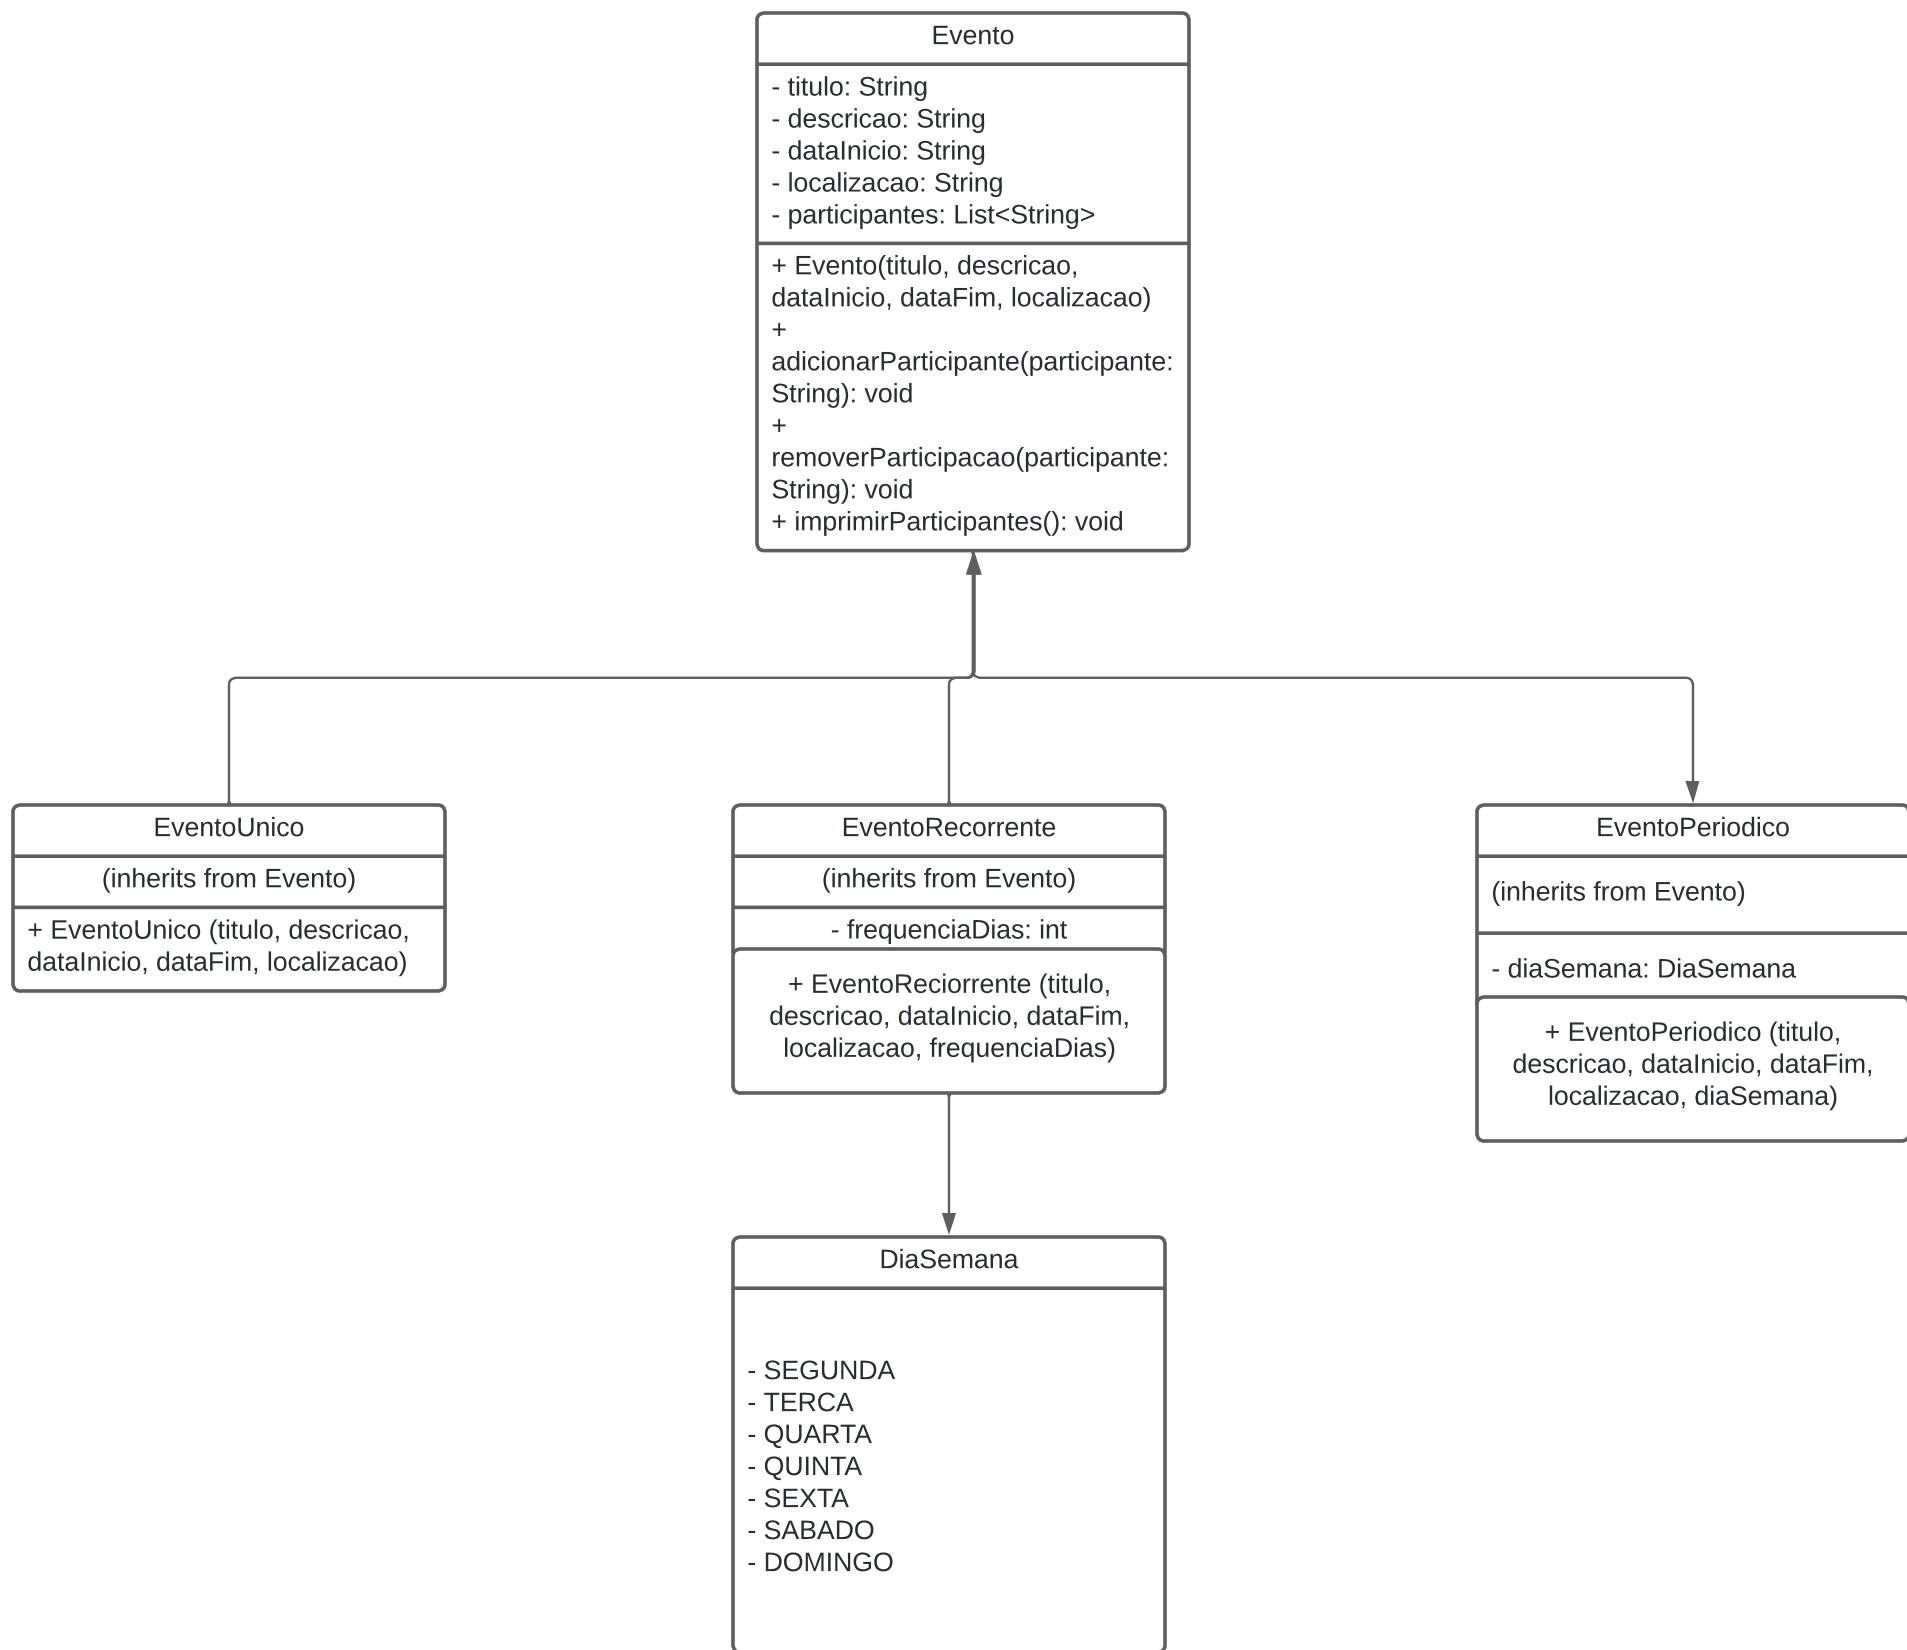 Evento
- titulo: String
- descricao: String
- dataInicio: String
- localizacao: String
- participantes: List<String>
+ Evento(titulo, descricao,
dataInicio, dataFim, localizacao)
+
adicionarParticipante(participante:
String): void
+
removerParticipacao(participante:
String): void
+ imprimirParticipantes(): void
EventoUnico
(inherits from Evento)
+ EventoUnico (titulo, descricao,
dataInicio, dataFim, localizacao)
EventoRecorrente
(inherits from Evento)
- frequenciaDias: int
+ EventoReciorrente (titulo,
descricao, dataInicio, dataFim,
localizacao, frequenciaDias)
EventoPeriodico
(inherits from Evento)
- diaSemana: DiaSemana
+ EventoPeriodico (titulo,
descricao, dataInicio, dataFim,
localizacao, diaSemana)
DiaSemana
- SEGUNDA
- TERCA
- QUARTA
- QUINTA
- SEXTA
- SABADO
- DOMINGO